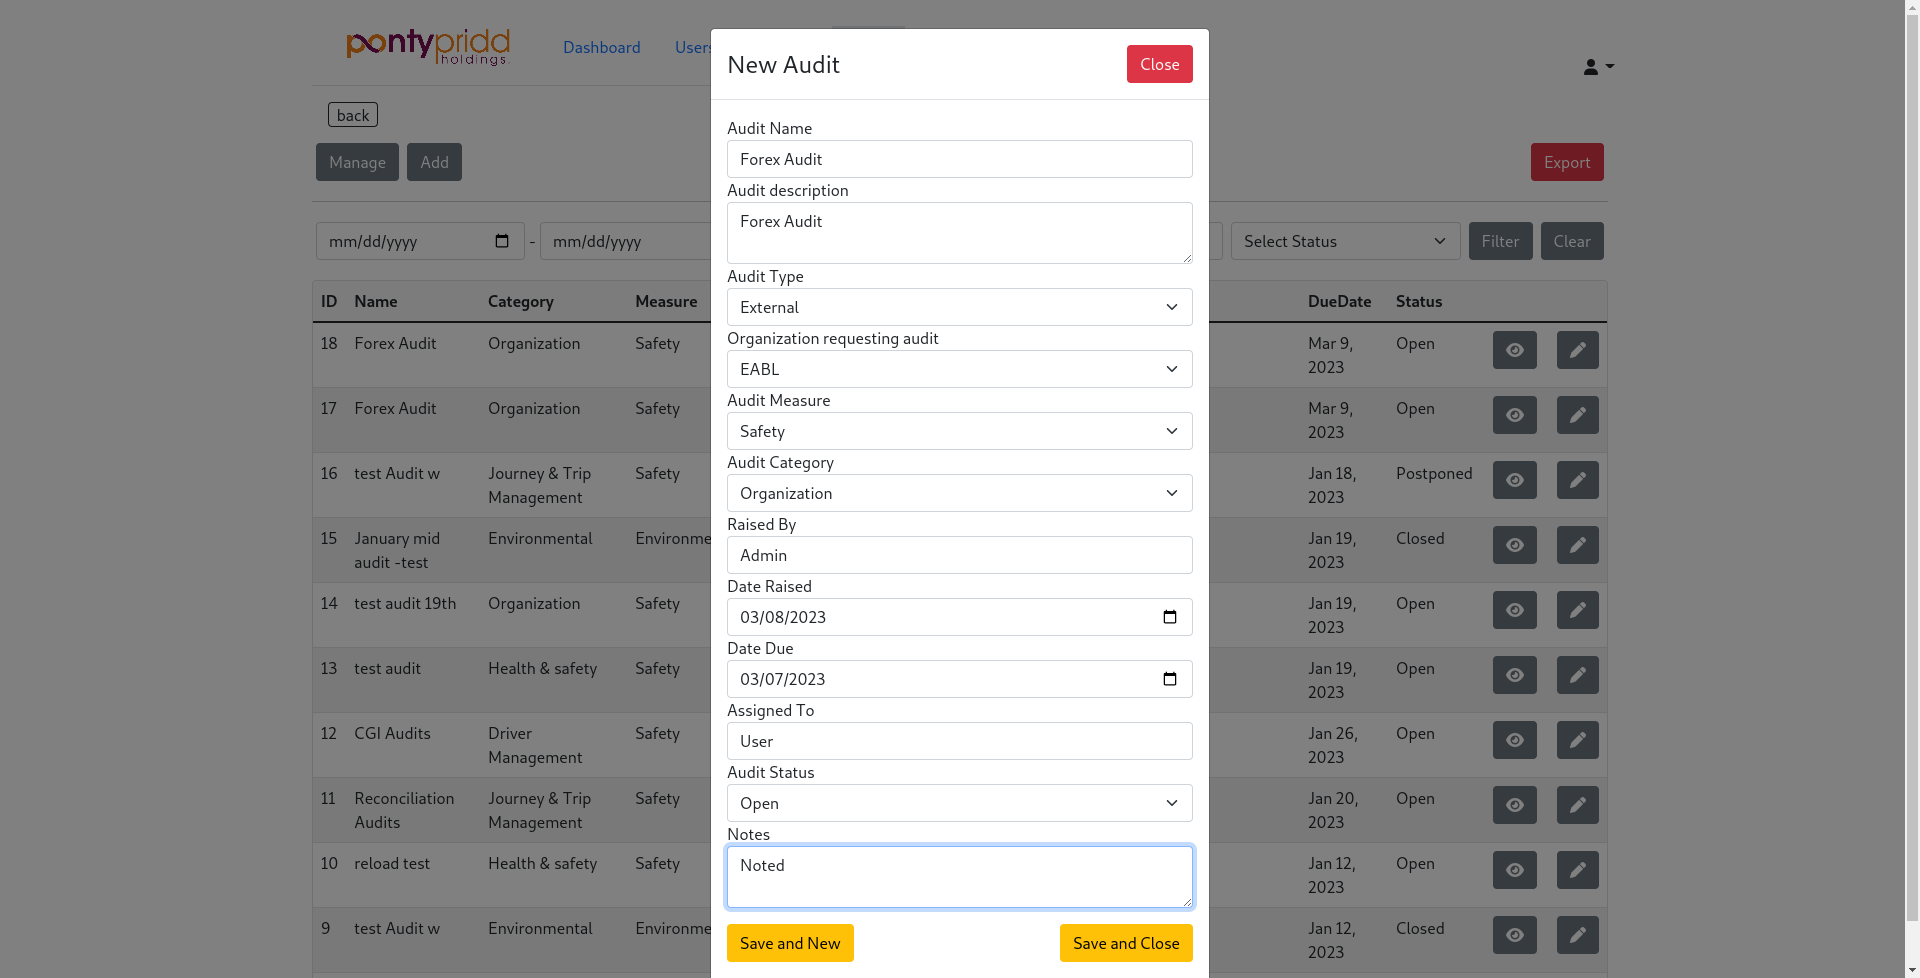 pontypridd
holdings
Dashboard
Users
back
Manage
Add
Export
mm/dd/yyyy
-
mm/dd/yyyy
Select Status
Filter
Clear
ID Name Category Measure DueDate Status
18 Forex Audit Organization Safety Mar 9, 2023 Open
17 Forex Audit Organization Safety Mar 9, 2023 Open
16 test Audit w Journey & Trip Management Safety Jan 18, 2023 Postponed
15 January mid audit -test Environmental Environme Jan 19, 2023 Closed
14 test audit 19th Organization Safety Jan 19, 2023 Open
13 test audit Health & safety Safety Jan 19, 2023 Open
12 CGI Audits Driver Management Safety Jan 26, 2023 Open
11 Reconciliation Audits Journey & Trip Management Safety Jan 20, 2023 Open
10 reload test Health & safety Safety Jan 12, 2023 Open
9 test Audit w Environmental Environme Jan 12, 2023 Closed
New Audit
Close
Audit Name
Forex Audit
Audit description
Forex Audit
Audit Type
External
Organization requesting audit
EABL
Audit Measure
Safety
Audit Category
Organization
Raised By
Admin
Date Raised
03/08/2023
Date Due
03/07/2023
Assigned To
User
Audit Status
Open
Notes
Noted
Save and New
Save and Close